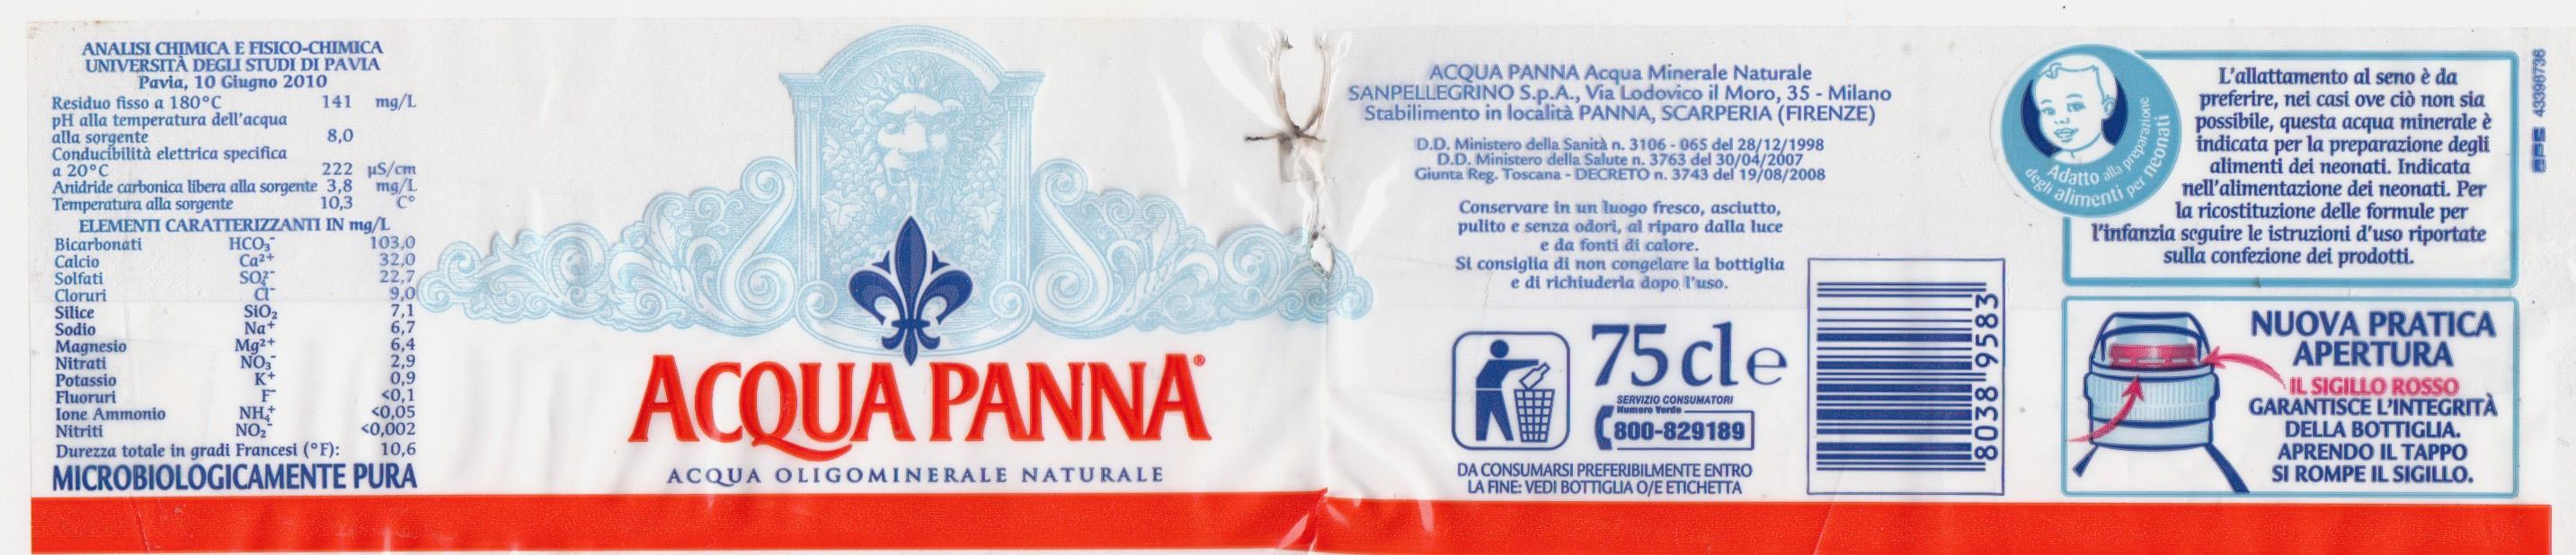 ANALISI CHIMICA E FISICO-CHIMICA
UNIVERSITÀ DEGLI STUDI DI PAVIA
Pavia, 10 Giugno 2010
Residuo fisso a 180°C 141 mg/L
pH alla temperatura dell'acqua
alla sorgente 8,0
Conducibilità elettrica specifica
a 20°C 222 µS/cm
Anidride carbonica libera alla sorgente 3,8 mg/L
Temperatura alla sorgente 10,3 C°
ELEMENTI CARATTERIZZANTI IN mg/L
Bicarbonati HCO₃⁻ 103,0
Calcio Ca²⁺ 32,0
Solfati SO₄²⁻ 22,7
Cloruri Cl⁻ 9,0
Silice SiO₂ 7,1
Sodio Na⁺ 6,7
Magnesio Mg²⁺ 6,4
Nitrati NO₃⁻ 2,9
Potassio K⁺ 0,9
Fluoruri F⁻ <0,1
Ione Ammonio NH₄⁺ <0,05
Nitriti NO₂⁻ <0,002
Durezza totale in gradi Francesi (°F): 10,6
MICROBIOLOGICAMENTE PURA
ACQUA PANNA®
ACQUA OLIGOMINERALE NATURALE
ACQUA PANNA Acqua Minerale Naturale
SANPELLEGRINO S.p.A., Via Lodovico il Moro, 35 - Milano
Stabilimento in località PANNA, SCARPERIA (FIRENZE)
D.D. Ministero della Sanità n. 3106 - 065 del 28/12/1998
D.D. Ministero della Salute n. 3763 del 30/04/2007
Giunta Reg. Toscana - DECRETO n. 3743 del 19/08/2008
Conservare in un luogo fresco, asciutto,
pulito e senza odori, al riparo dalla luce
e da fonti di calore.
Si consiglia di non congelare la bottiglia
e di richiuderla dopo l'uso.
75 cl e
SERVIZIO CONSUMATORI
Numero Verde
800-829189
DA CONSUMARSI PREFERIBILMENTE ENTRO
LA FINE: VEDI BOTTIGLIA O/E ETICHETTA
8038 9583
Adatto alla preparazione
degli alimenti per neonati
L'allattamento al seno è da
preferire, nei casi ove ciò non sia
possibile, questa acqua minerale è
indicata per la preparazione degli
alimenti dei neonati. Indicata
nell'alimentazione dei neonati. Per
la ricostituzione delle formule per
l'infanzia seguire le istruzioni d'uso riportate
sulla confezione dei prodotti.
NUOVA PRATICA
APERTURA
IL SIGILLO ROSSO
GARANTISCE L'INTEGRITÀ
DELLA BOTTIGLIA.
APRENDO IL TAPPO
SI ROMPE IL SIGILLO.
43398736